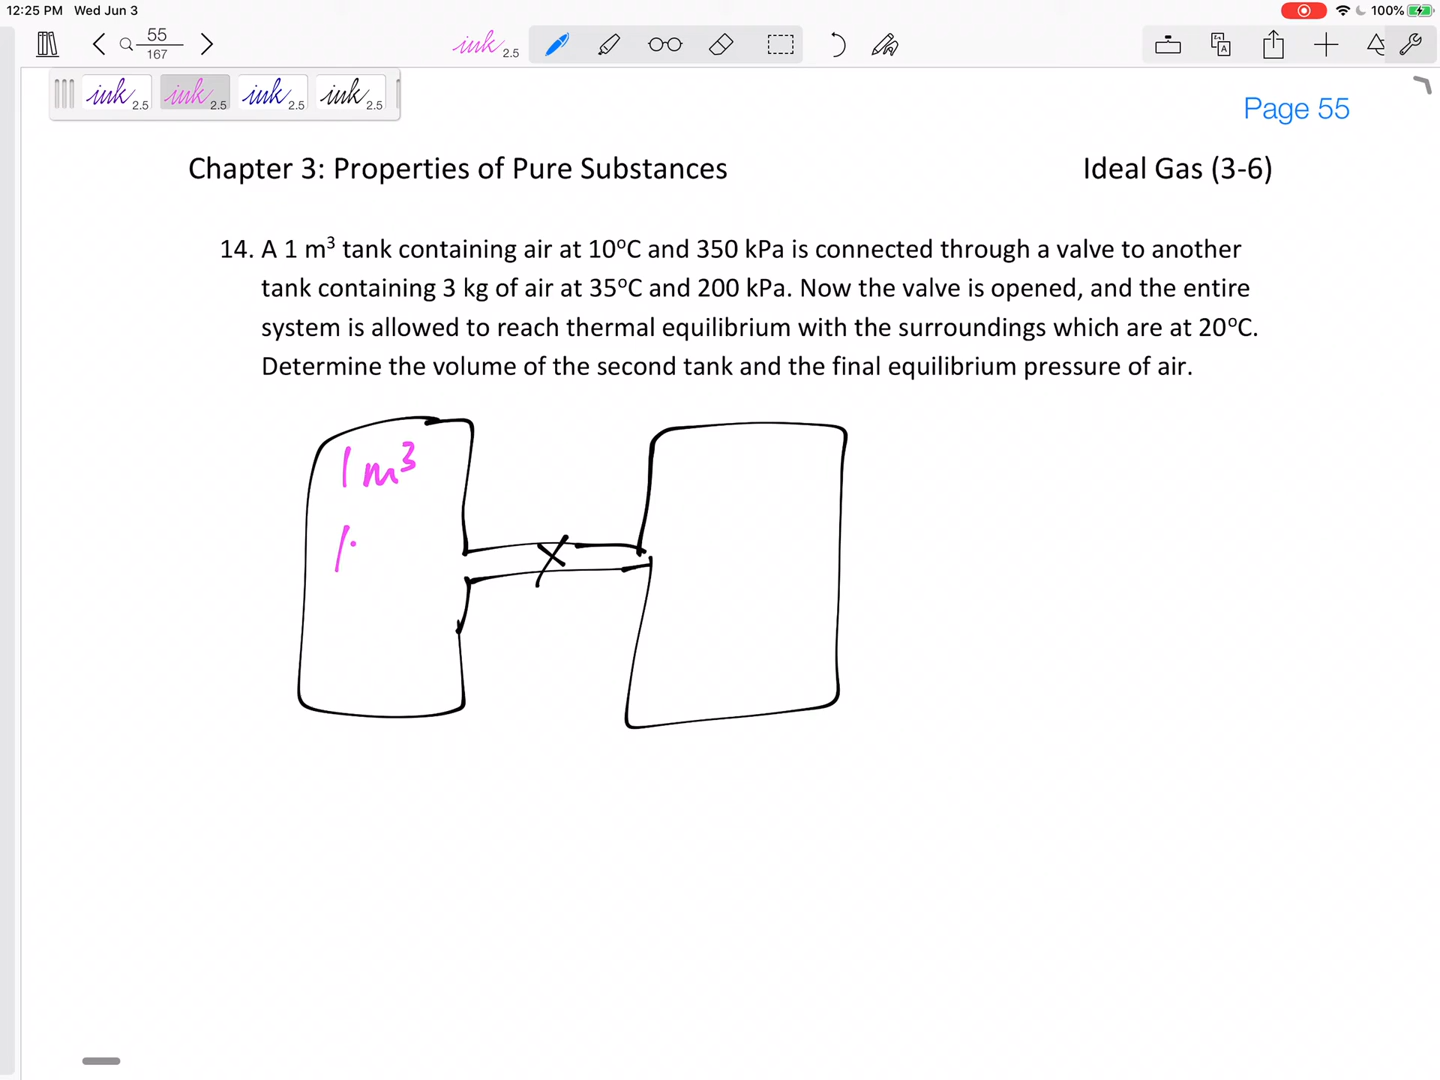 12:25 PM Wed Jun 3
100%
55
167
ink 2.5
ink 2.5 ink 2.5 ink 2.5 ink 2.5
Page 55
Chapter 3: Properties of Pure Substances Ideal Gas (3-6)
14. A 1 m³ tank containing air at 10°C and 350 kPa is connected through a valve to another
tank containing 3 kg of air at 35°C and 200 kPa. Now the valve is opened, and the entire
system is allowed to reach thermal equilibrium with the surroundings which are at 20°C.
Determine the volume of the second tank and the final equilibrium pressure of air.
1 m³